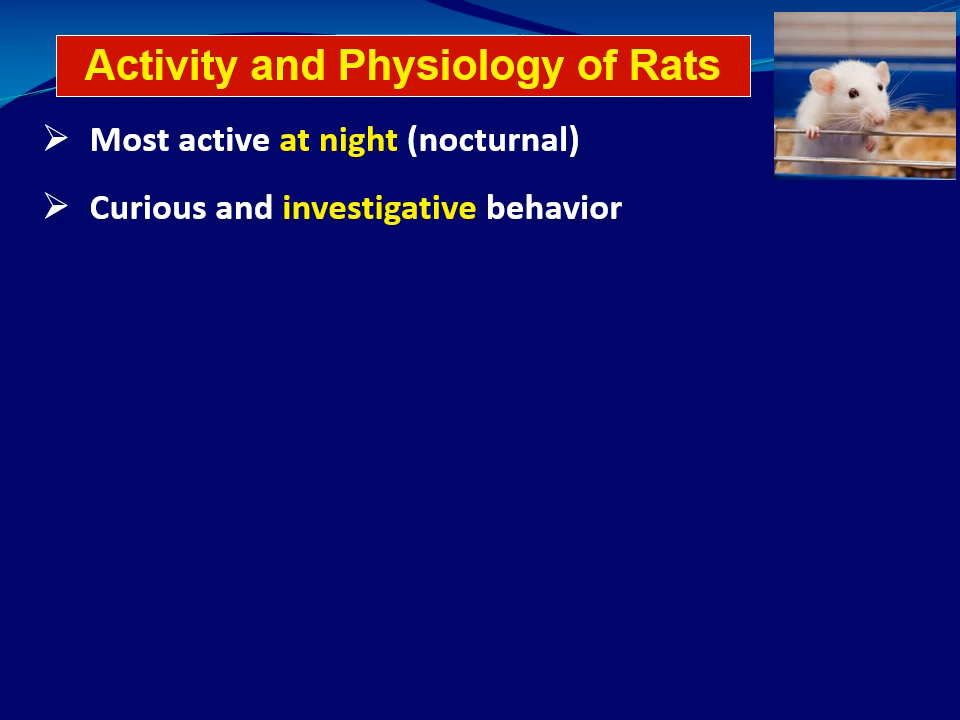 Activity and Physiology of Rats
➢ Most active at night (nocturnal)
➢ Curious and investigative behavior